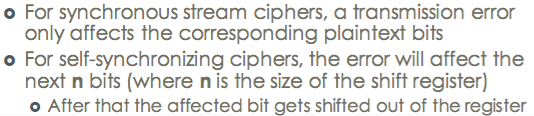 For synchronous stream ciphers, a transmission error
only affects the corresponding plaintext bits
For self-synchronizing ciphers, the error will affect the
next n bits (where n is the size of the shift register)
After that the affected bit gets shifted out of the register